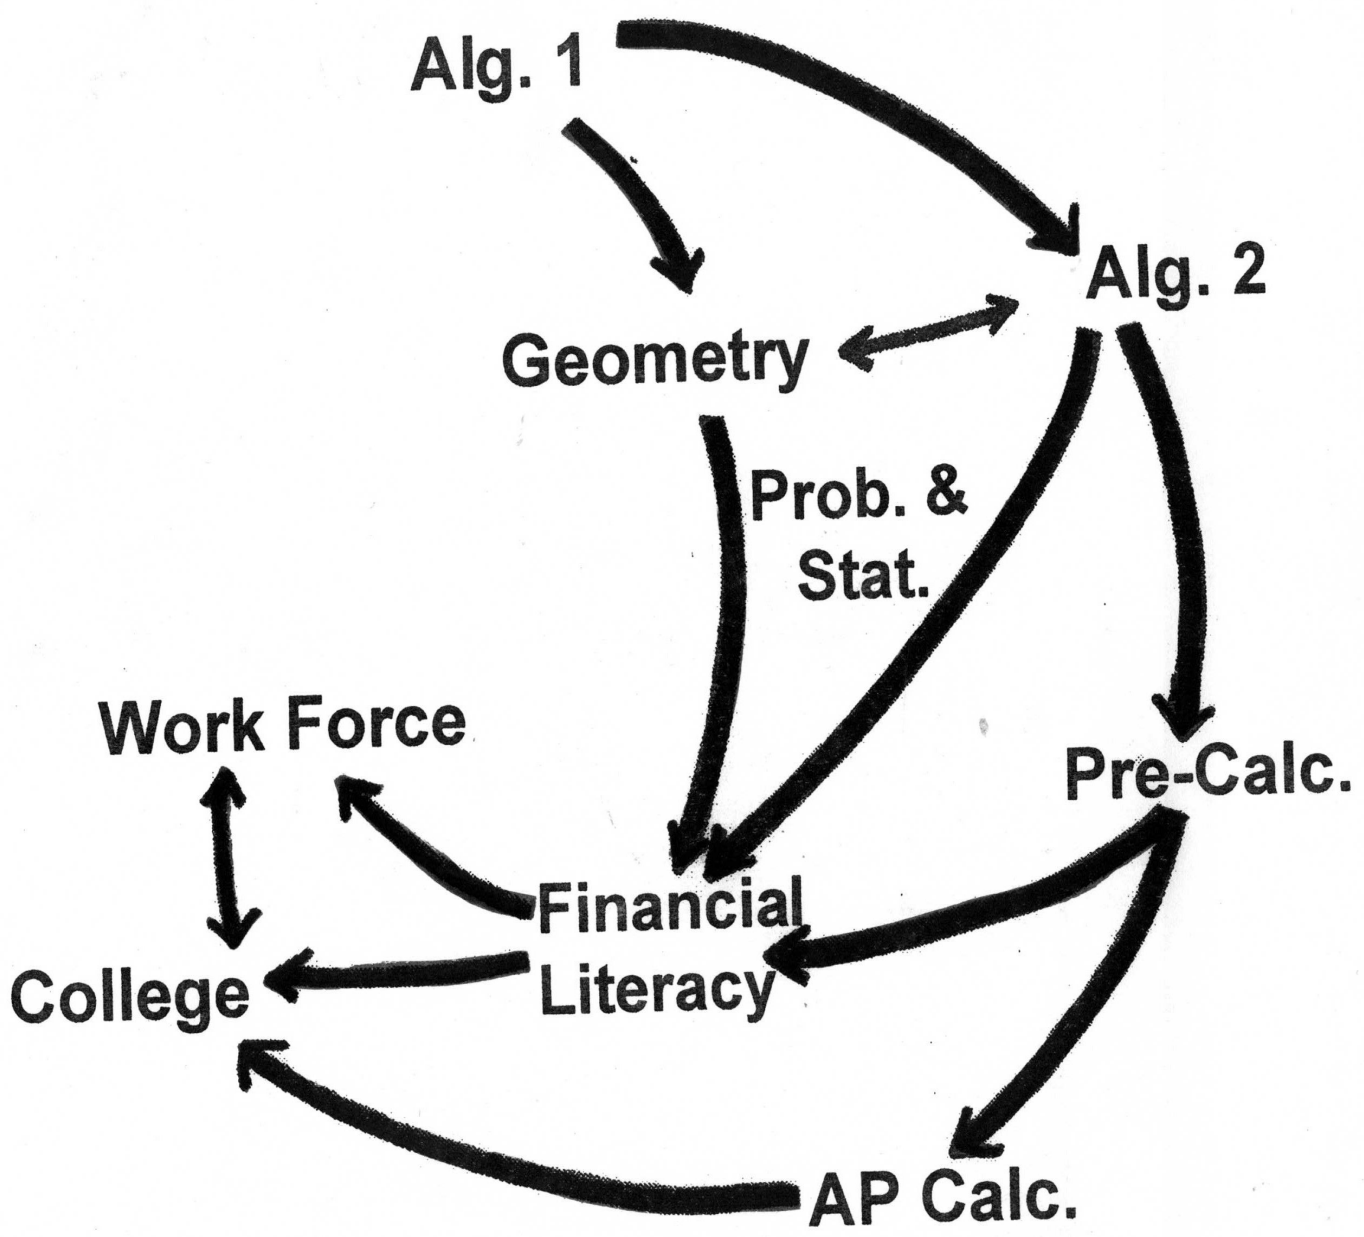 Alg. 1
Alg. 2
Geometry
Prob. &
Stat.
Work Force
Pre-Calc.
Financial
Literacy
College
AP Calc.